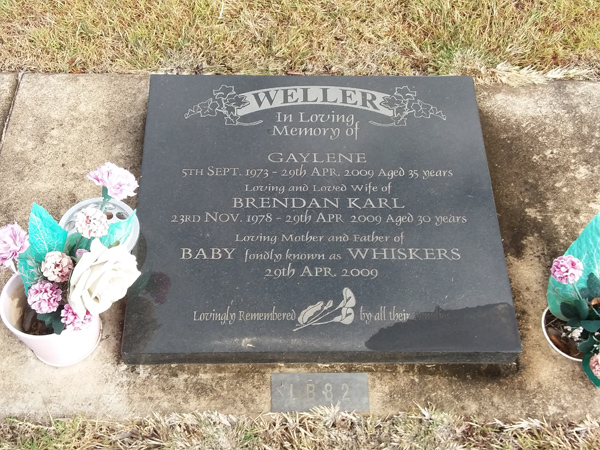 WELLER
In Loving
Memory of
GAYLENE
5TH SEPT. 1973 - 29th APR. 2009 Aged 35 years
Loving and Loved Wife of
BRENDAN KARL
23RD NOV. 1978 - 29th APR 2009 Aged 30 years
Loving Mother and Father of
BABY fondly known as WHISKERS
29th APR. 2009
Lovingly Remembered by all their
LB82